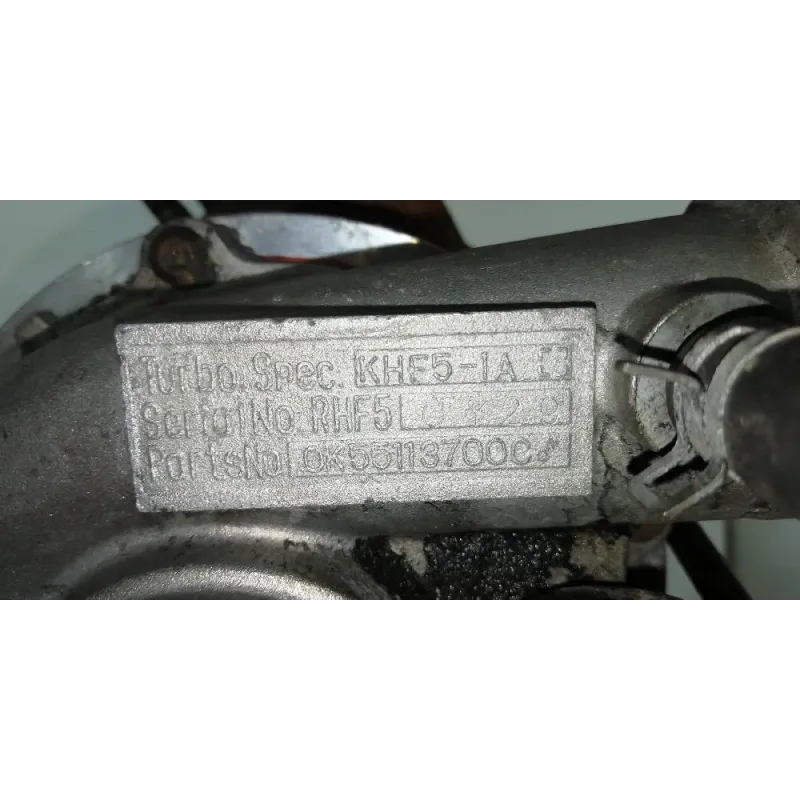 Turbo.Spec. KHF5-1A
Serial No. RHF5
Parts No. 0K55113700C